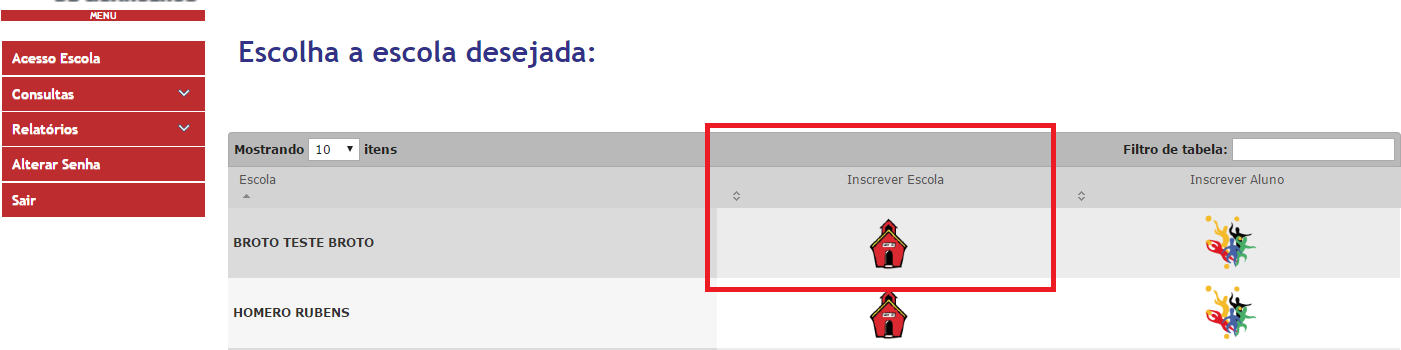 MENU
Acesso Escola
Consultas
Relatórios
Alterar Senha
Sair
Escolha a escola desejada:
Mostrando 10 itens Filtro de tabela:
Escola Inscrever Escola Inscrever Aluno
BROTO TESTE BROTO
HOMERO RUBENS